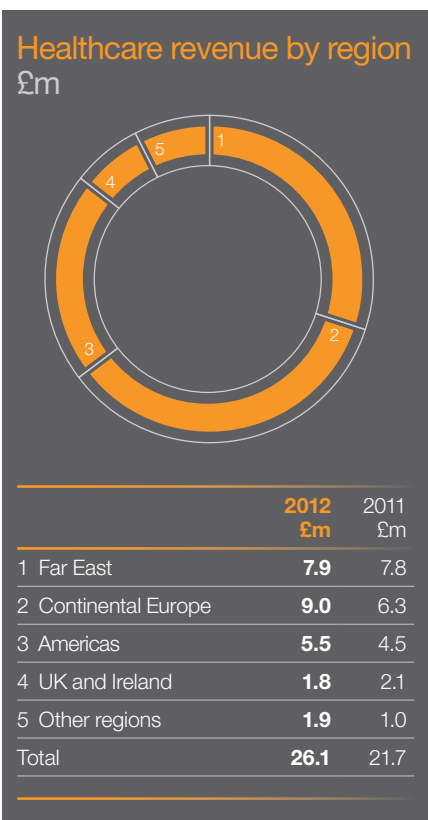 Healthcare revenue by region
£m
1
2
3
4
5
2012 2011
£m £m
1 Far East 7.9 7.8
2 Continental Europe 9.0 6.3
3 Americas 5.5 4.5
4 UK and Ireland 1.8 2.1
5 Other regions 1.9 1.0
Total 26.1 21.7